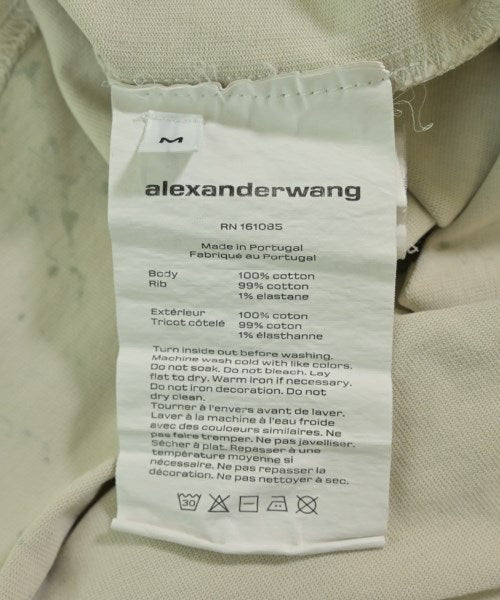 M
alexanderwang
RN 161085
Made in Portugal
Fabriqué au Portugal
Body 100% cotton
Rib 99% cotton
1% elastane
Extérieur 100% coton
Tricot côtelé 99% coton
1% élasthanne
Turn inside out before washing.
Machine wash cold with like colors.
Do not soak. Do not bleach. Lay
flat to dry. Warm iron if necessary.
Do not iron decoration. Do not
dry clean.
Tourner à l'envers avant de laver.
Laver à la machine à l'eau froide
avec des couloeurs similaires. Ne
pas faire tremper. Ne pas javelliser.
Sécher à plat. Repassar à une
température moyenne si
nécessaire. Ne pas repasser la
décoration. Ne pas nettoyer à sec.
30